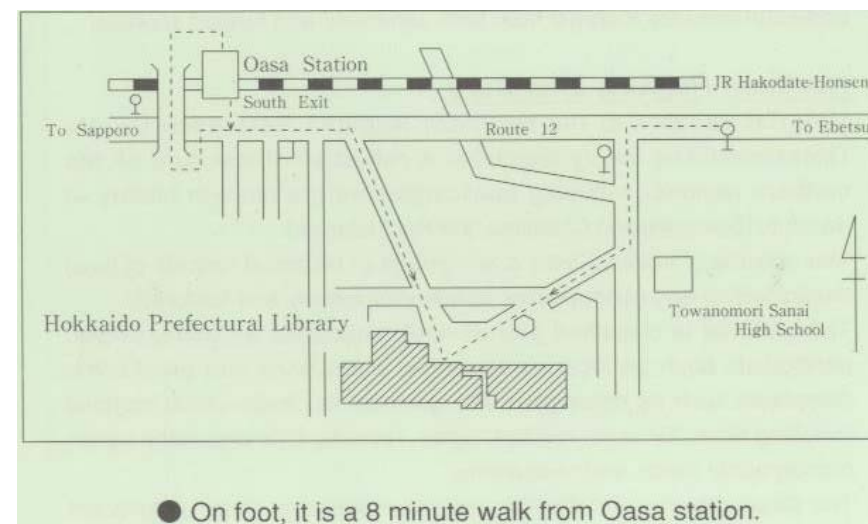 Oasa Station
JR Hakodate-Honsen
South Exit
To Sapporo
Route 12
To Ebetsu
Hokkaido Prefectural Library
Towanomori Sanai
High School
● On foot, it is a 8 minute walk from Oasa station.